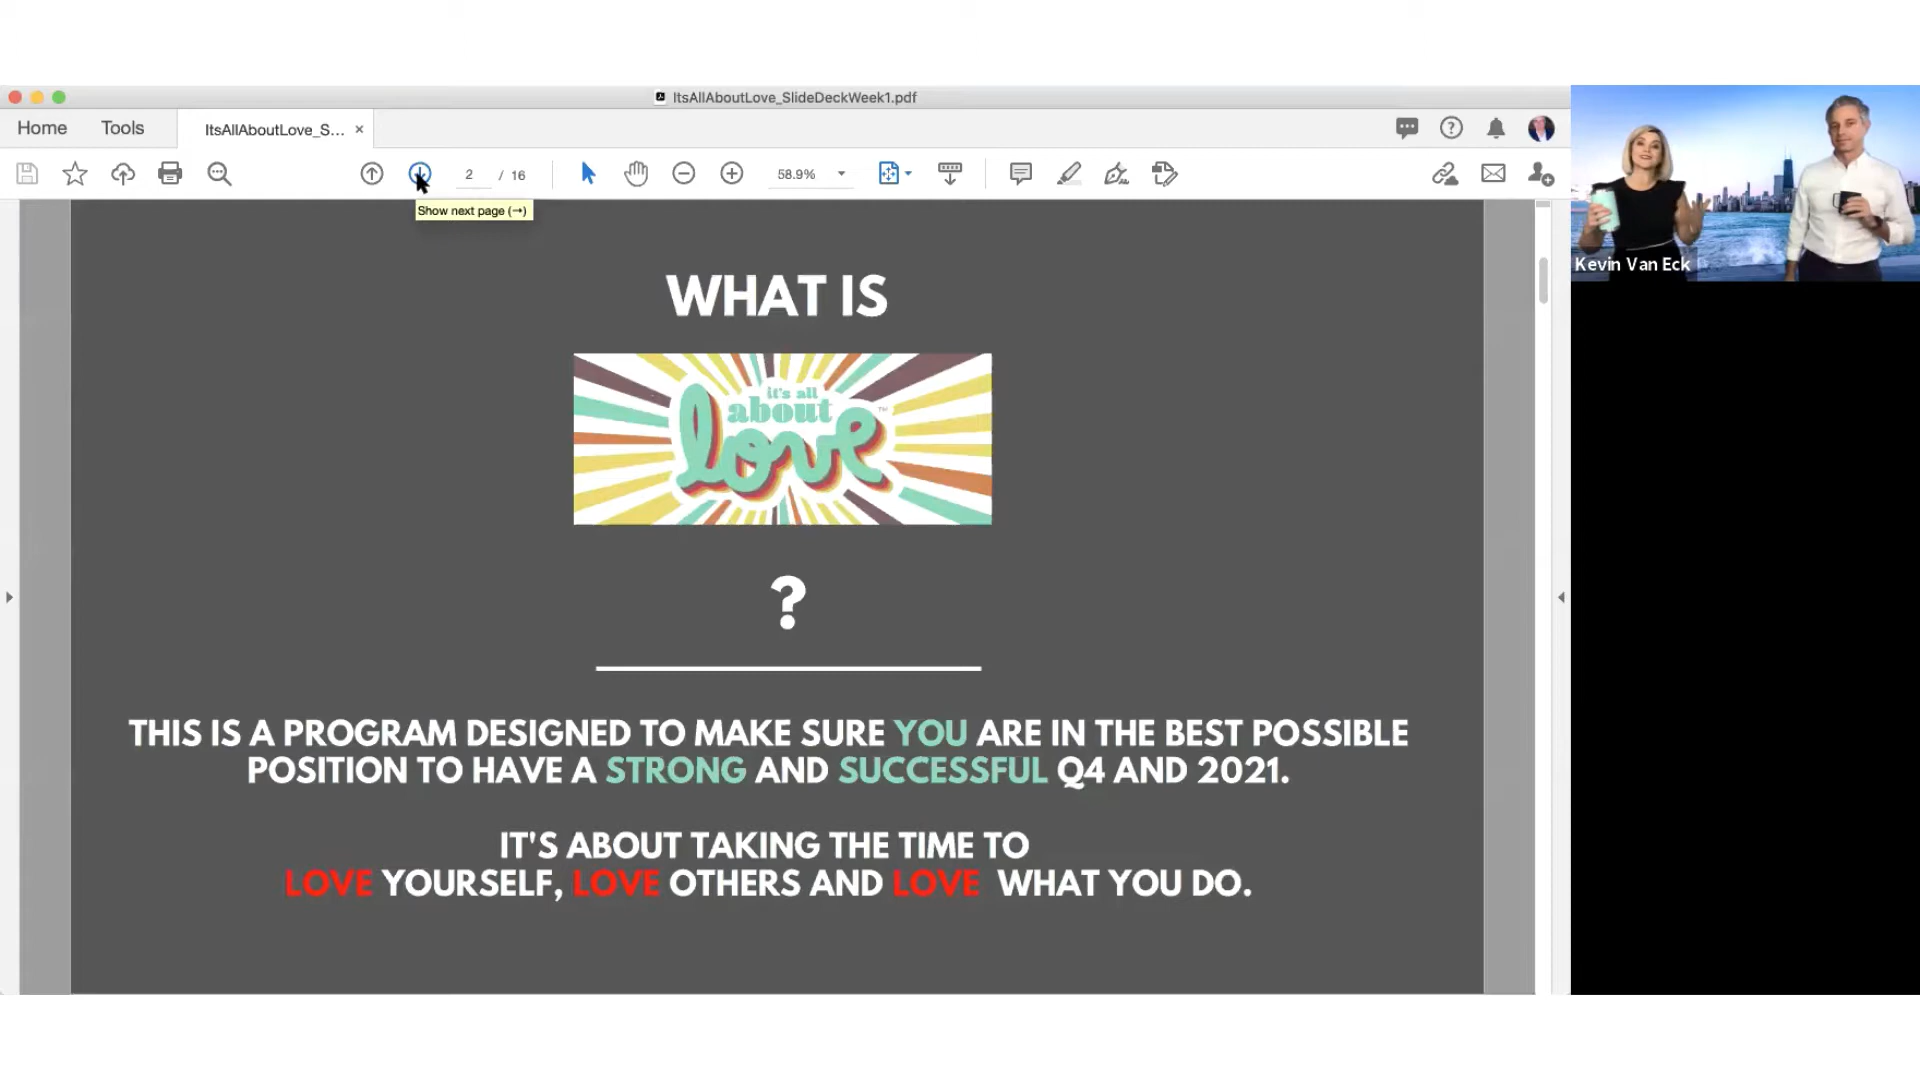 ItsAllAboutLove_SlideDeckWeek1.pdf
Home Tools ItsAllAboutLove_S... ×
2 / 16 58.9%
Show next page (→)
Kevin Van Eck
WHAT IS
it's all
about
love™
?
THIS IS A PROGRAM DESIGNED TO MAKE SURE YOU ARE IN THE BEST POSSIBLE
POSITION TO HAVE A STRONG AND SUCCESSFUL Q4 AND 2021.
IT'S ABOUT TAKING THE TIME TO
LOVE YOURSELF, LOVE OTHERS AND LOVE WHAT YOU DO.